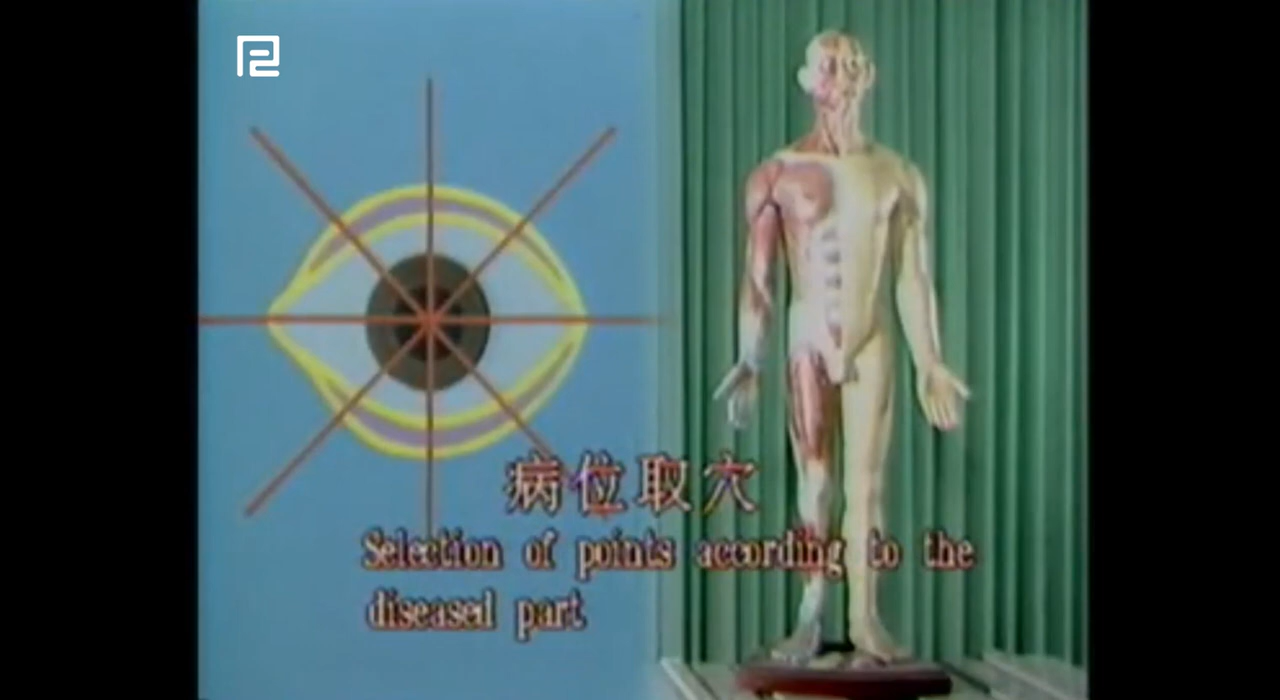 病位取穴
Selection of points according to the
diseased part